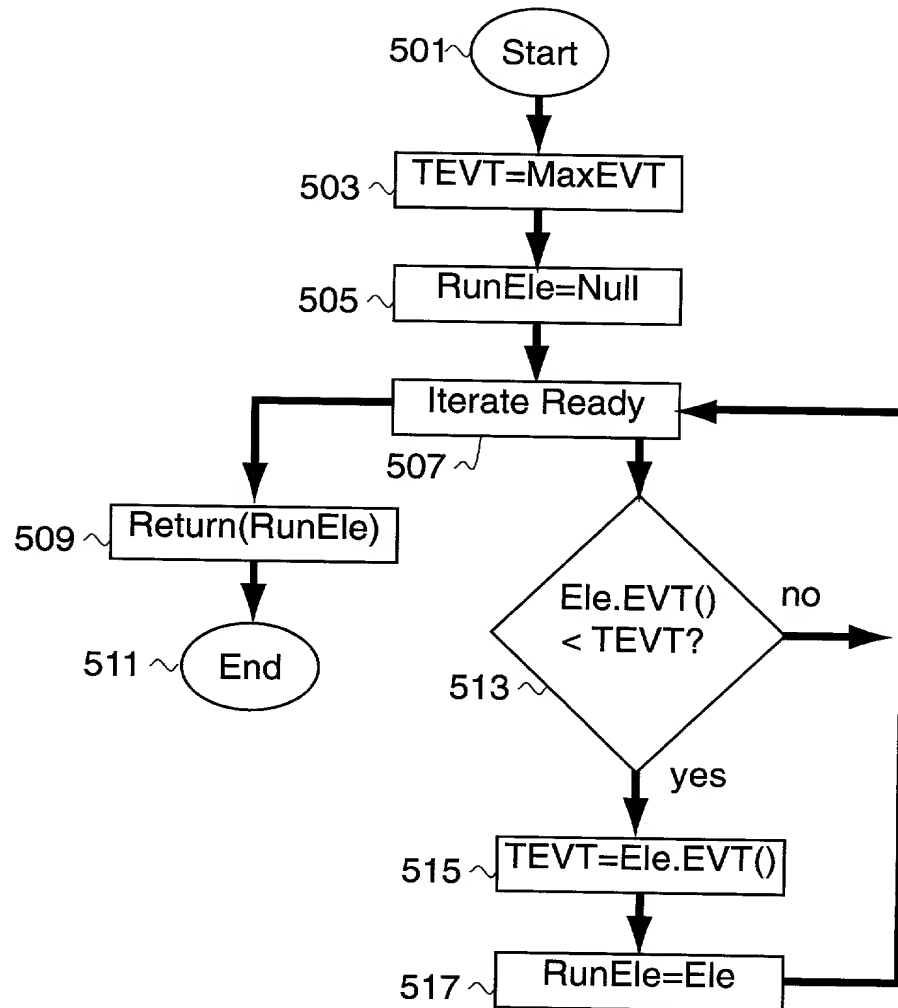 501
Start
503
TEVT=MaxEVT
505
RunEle=Null
Iterate Ready
507
509
Return(RunEle)
511
End
Ele.EVT()
< TEVT?
no
513
yes
515
TEVT=Ele.EVT()
517
RunEle=Ele